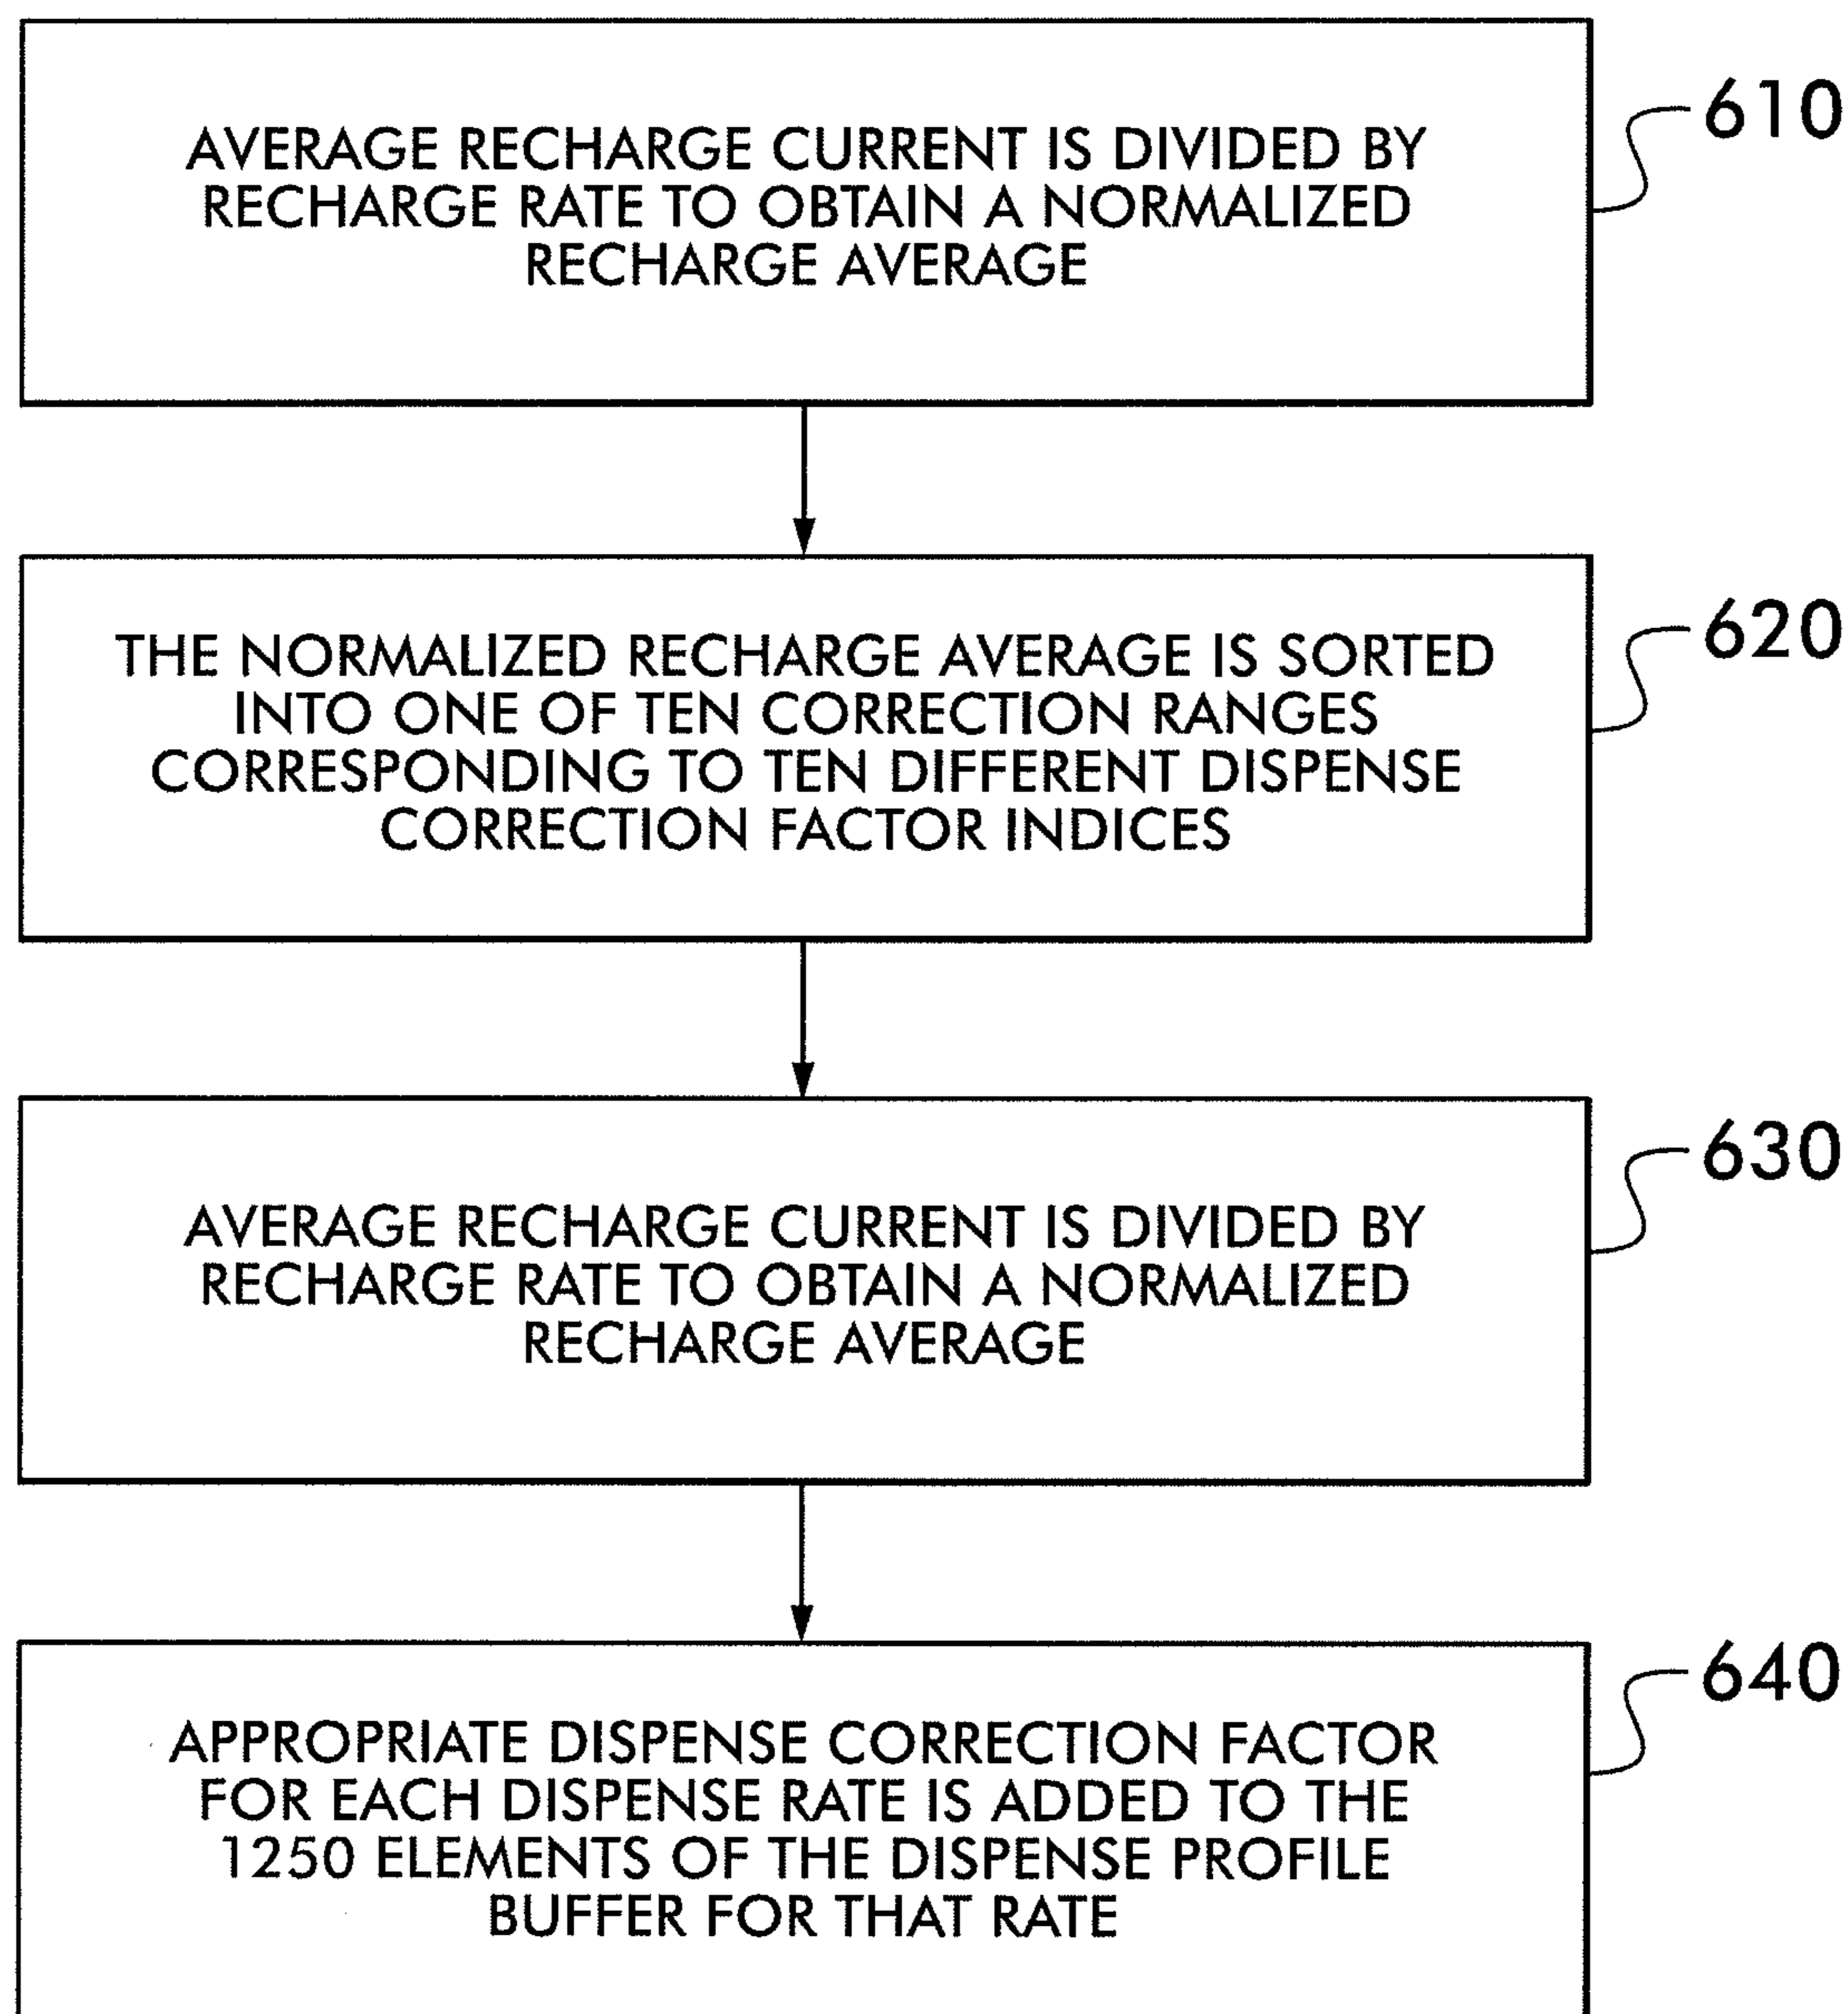 AVERAGE RECHARGE CURRENT IS DIVIDED BY
RECHARGE RATE TO OBTAIN A NORMALIZED
RECHARGE AVERAGE
610
THE NORMALIZED RECHARGE AVERAGE IS SORTED
INTO ONE OF TEN CORRECTION RANGES
CORRESPONDING TO TEN DIFFERENT DISPENSE
CORRECTION FACTOR INDICES
620
AVERAGE RECHARGE CURRENT IS DIVIDED BY
RECHARGE RATE TO OBTAIN A NORMALIZED
RECHARGE AVERAGE
630
APPROPRIATE DISPENSE CORRECTION FACTOR
FOR EACH DISPENSE RATE IS ADDED TO THE
1250 ELEMENTS OF THE DISPENSE PROFILE
BUFFER FOR THAT RATE
640